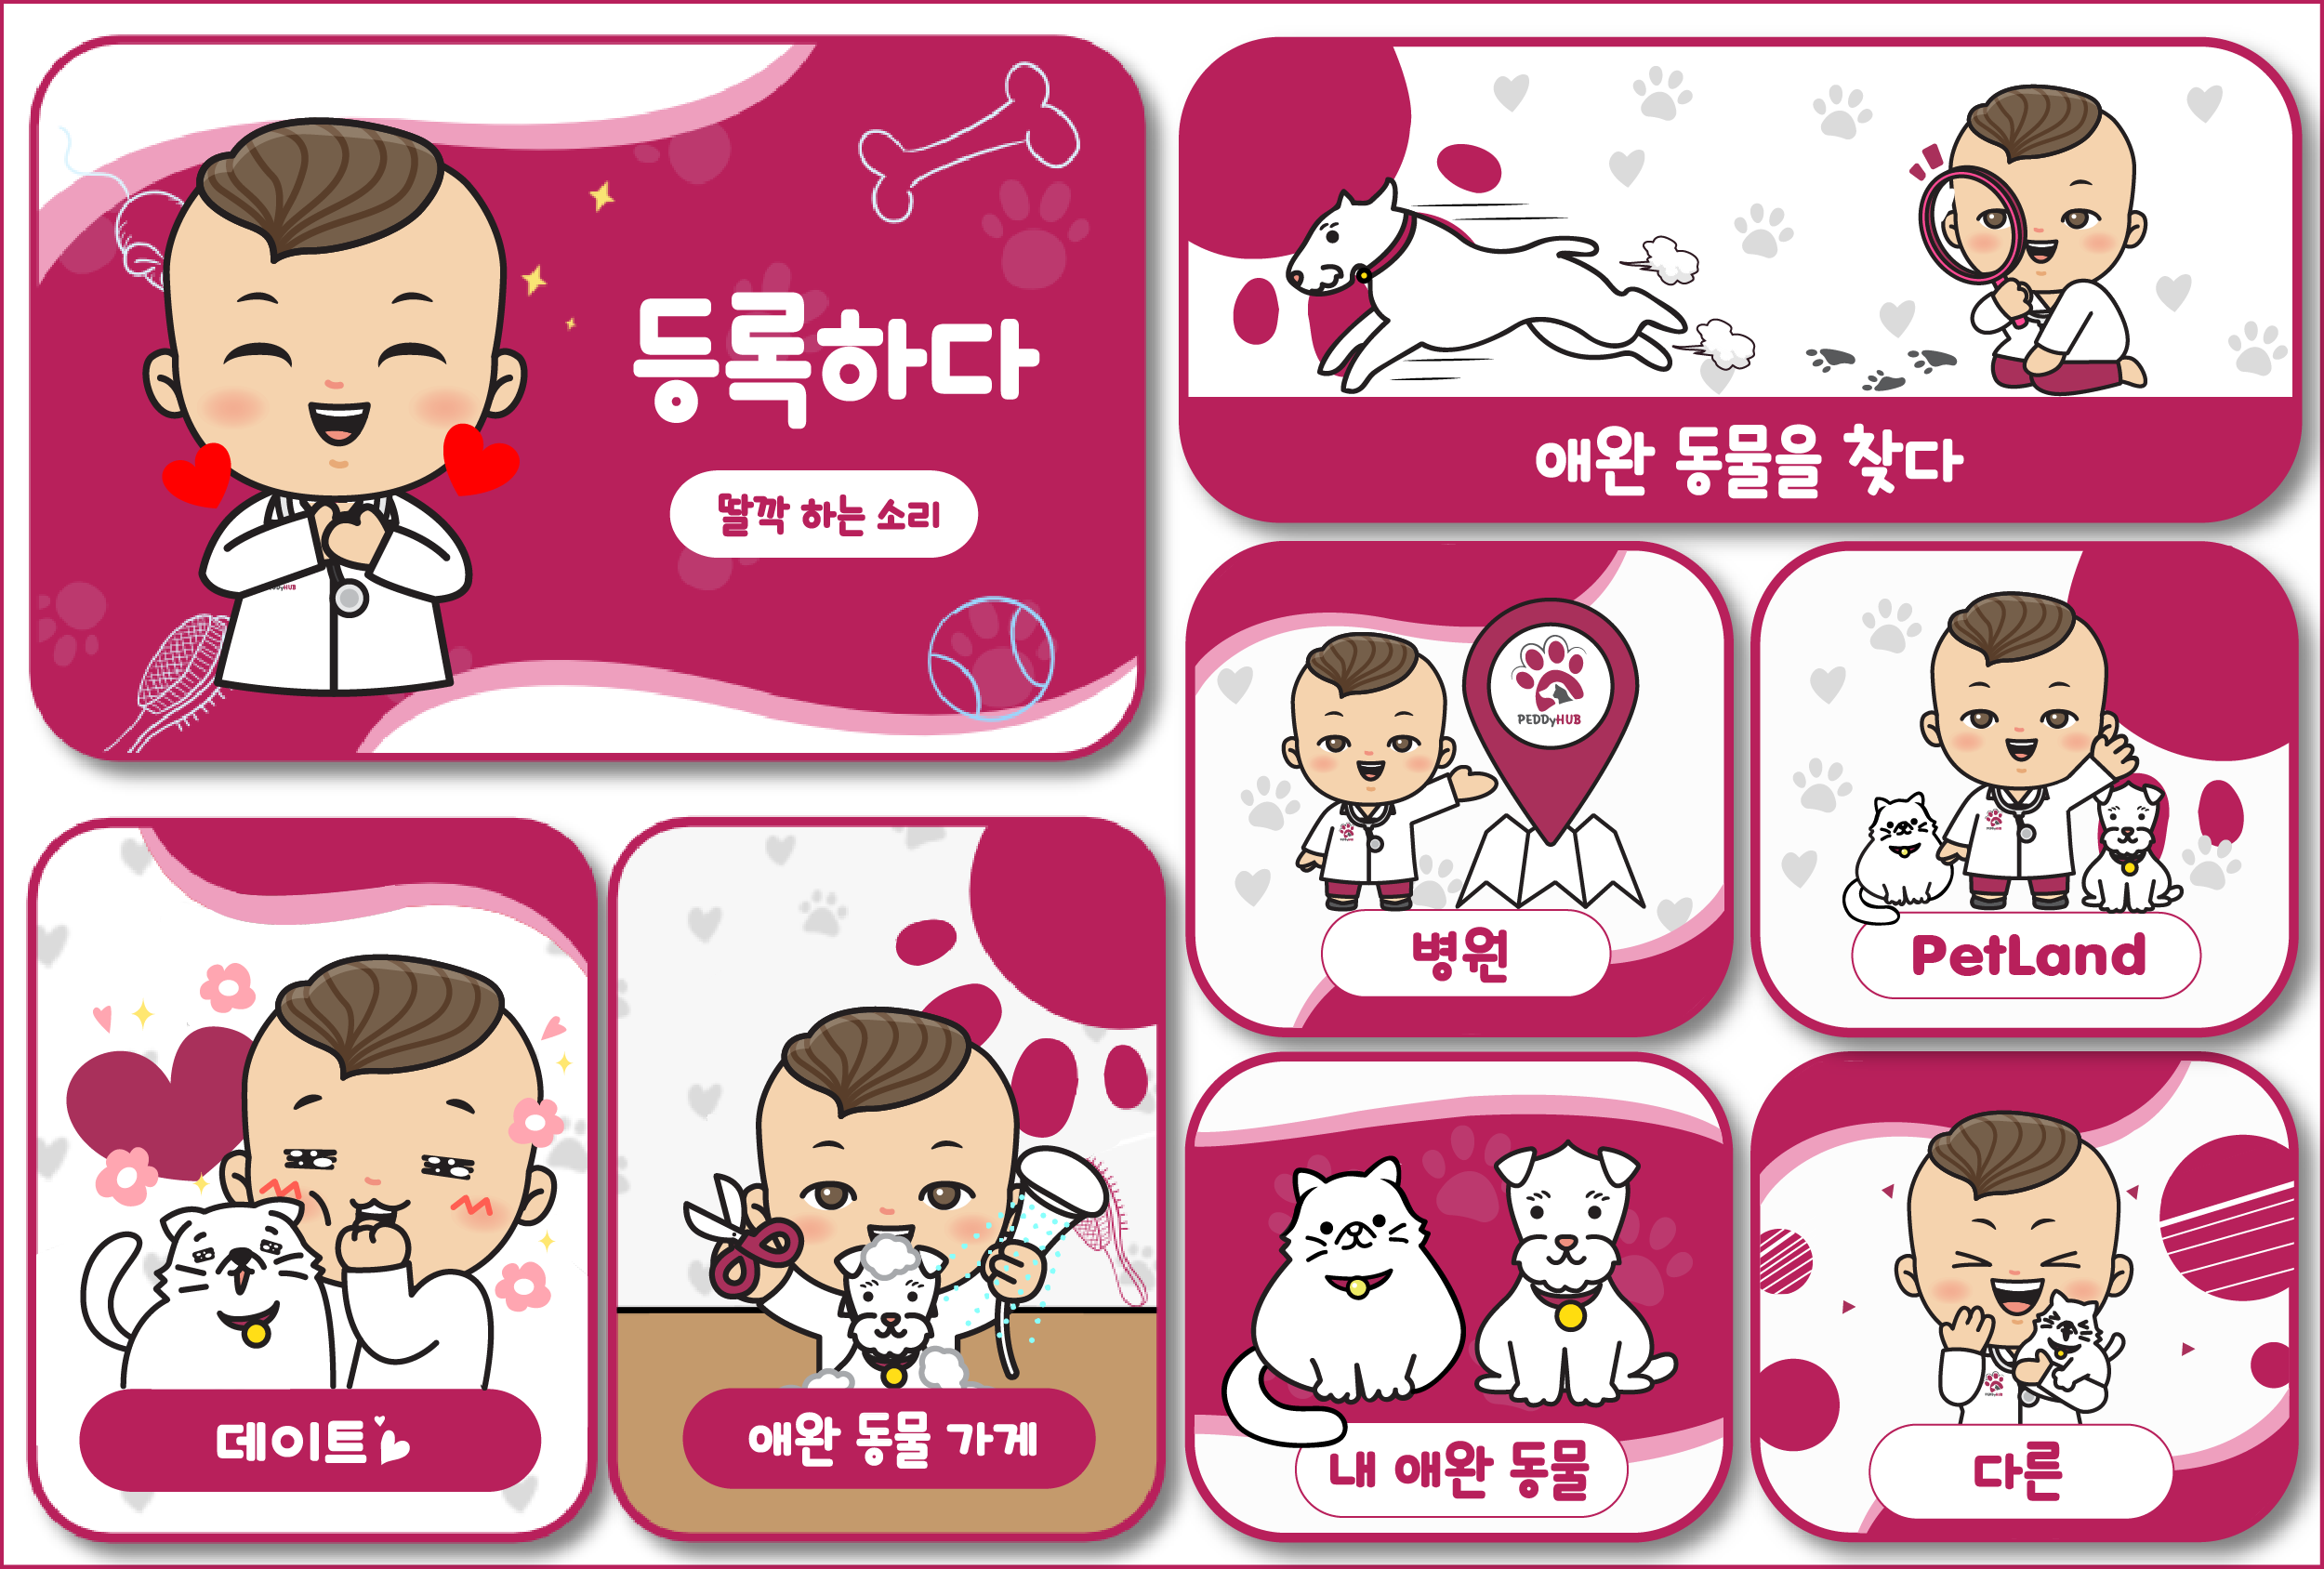 등록하다
딸깍 하는 소리
애완 동물을 찾다
PEDDyHUB
병원
PetLand
데이트
애완 동물 가게
내 애완 동물
다른